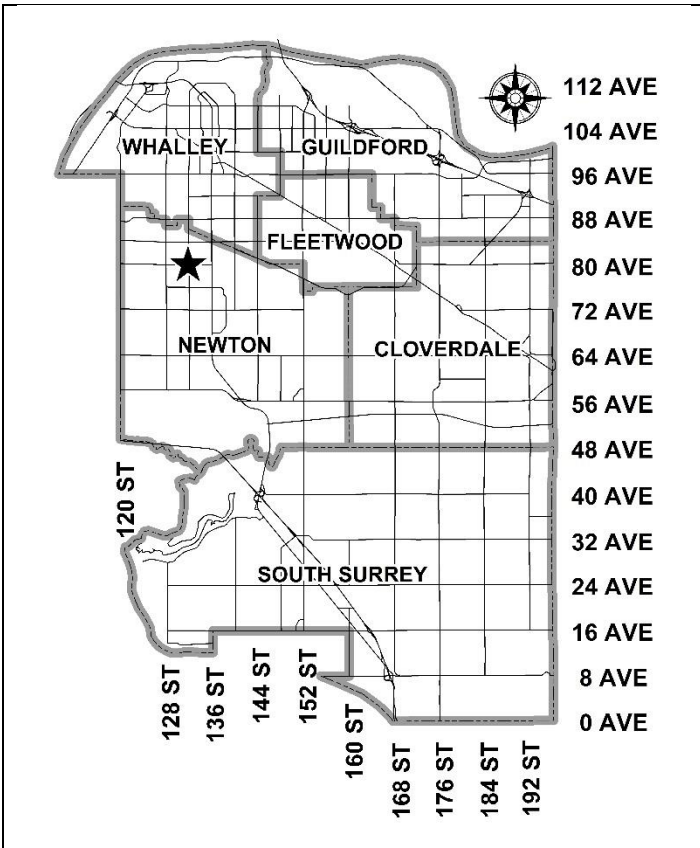 112 AVE
104 AVE
WHALLEY
GUILDFORD
96 AVE
88 AVE
FLEETWOOD
80 AVE
72 AVE
NEWTON
CLOVERDALE
64 AVE
56 AVE
48 AVE
120 ST
40 AVE
32 AVE
SOUTH SURREY
24 AVE
16 AVE
8 AVE
0 AVE
128 ST
136 ST
144 ST
152 ST
160 ST
168 ST
176 ST
184 ST
192 ST